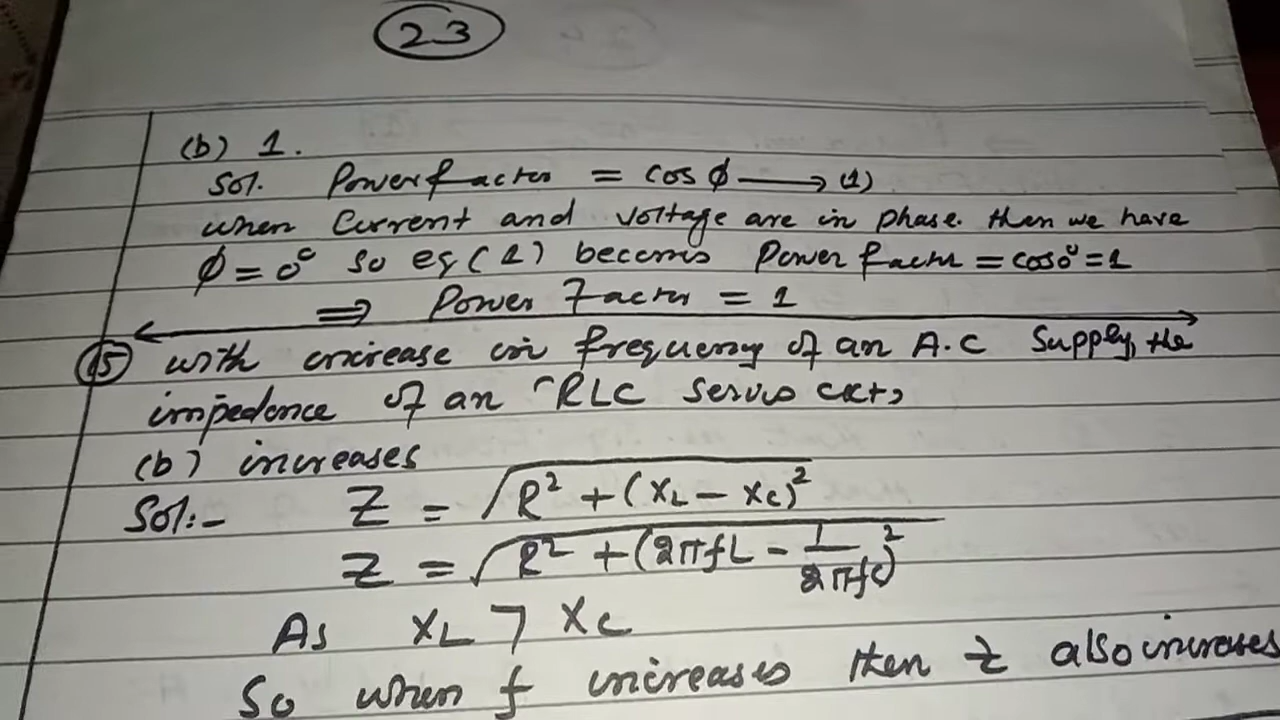 23
(b) 1.
Sol. Power factor = cos ϕ ⟶ (1)
when Current and voltage are in phase. then we have
ϕ = 0° so eq (1) becomes Power factor = cos0° = 1
⇒ Power Factor = 1
(15) with increase in frequency of an A.C Supply, the
impedance of an RLC series ckt,
(b) increases
Sol:- Z = √(R² + (XL − XC)²)
Z = √(R² + (2πfL − 1/(2πfC))²)
As XL > XC
So when f increases then Z also increases